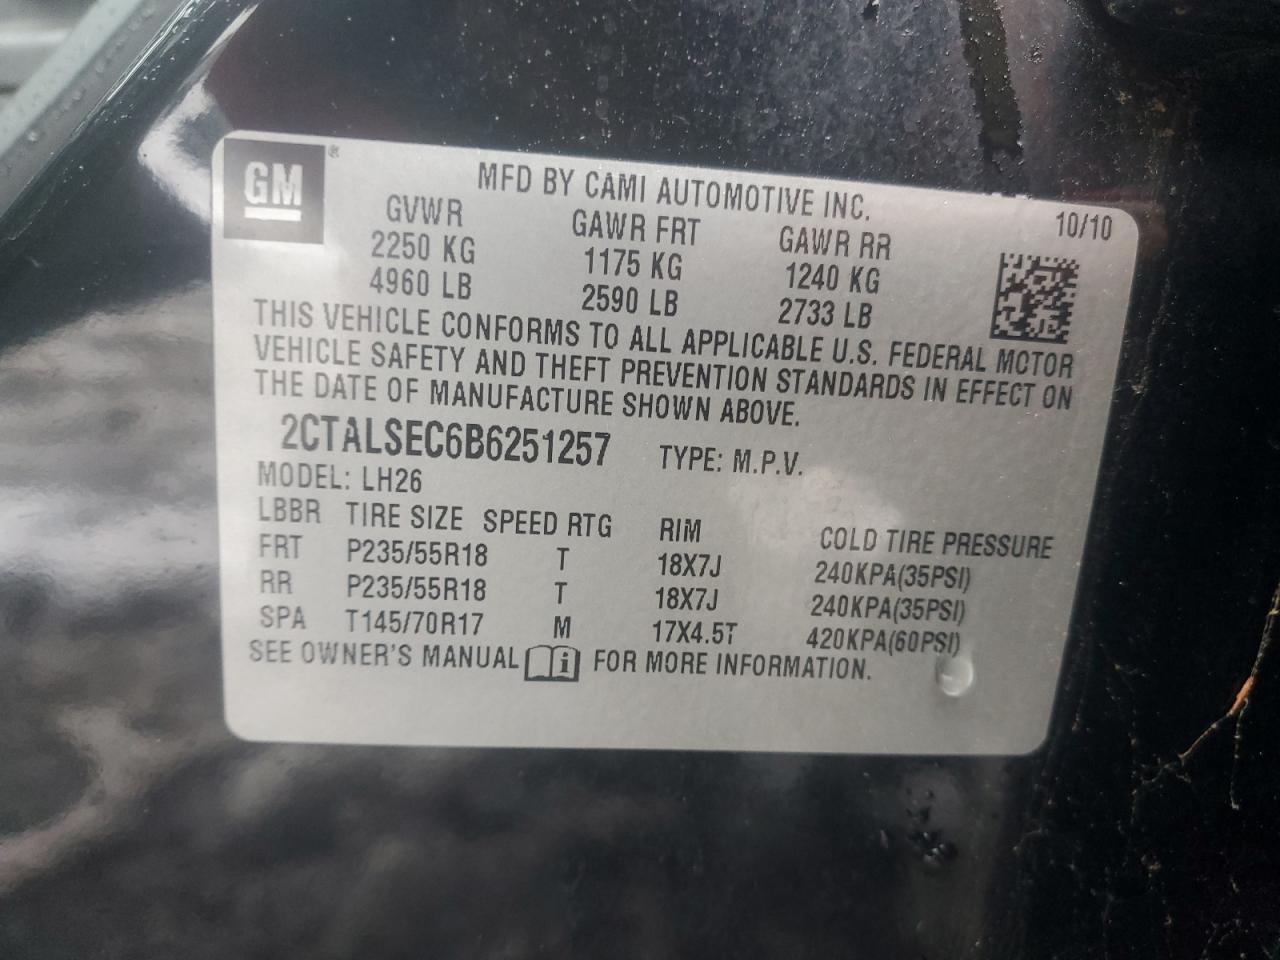 GM ®
MFD BY CAMI AUTOMOTIVE INC.
10/10
GVWR GAWR FRT GAWR RR
2250 KG 1175 KG 1240 KG
4960 LB 2590 LB 2733 LB
THIS VEHICLE CONFORMS TO ALL APPLICABLE U.S. FEDERAL MOTOR
VEHICLE SAFETY AND THEFT PREVENTION STANDARDS IN EFFECT ON
THE DATE OF MANUFACTURE SHOWN ABOVE.
2CTALSEC6B6251257 TYPE: M.P.V.
MODEL: LH26
LBBR TIRE SIZE SPEED RTG RIM COLD TIRE PRESSURE
FRT P235/55R18 T 18X7J 240KPA(35PSI)
RR P235/55R18 T 18X7J 240KPA(35PSI)
SPA T145/70R17 M 17X4.5T 420KPA(60PSI)
SEE OWNER'S MANUAL i FOR MORE INFORMATION.